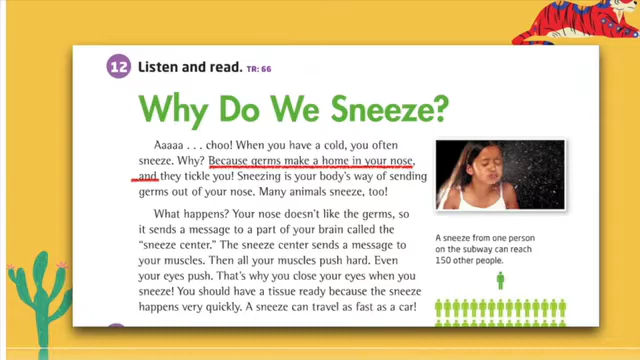 12 Listen and read. TR: 66
Why Do We Sneeze?
Aaaaa . . . choo! When you have a cold, you often
sneeze. Why? Because germs make a home in your nose,
and they tickle you! Sneezing is your body's way of sending
germs out of your nose. Many animals sneeze, too!
What happens? Your nose doesn't like the germs, so
it sends a message to a part of your brain called the
"sneeze center." The sneeze center sends a message to
your muscles. Then all your muscles push hard. Even
your eyes push. That's why you close your eyes when you
sneeze! You should have a tissue ready because the sneeze
happens very quickly. A sneeze can travel as fast as a car!
A sneeze from one person
on the subway can reach
150 other people.